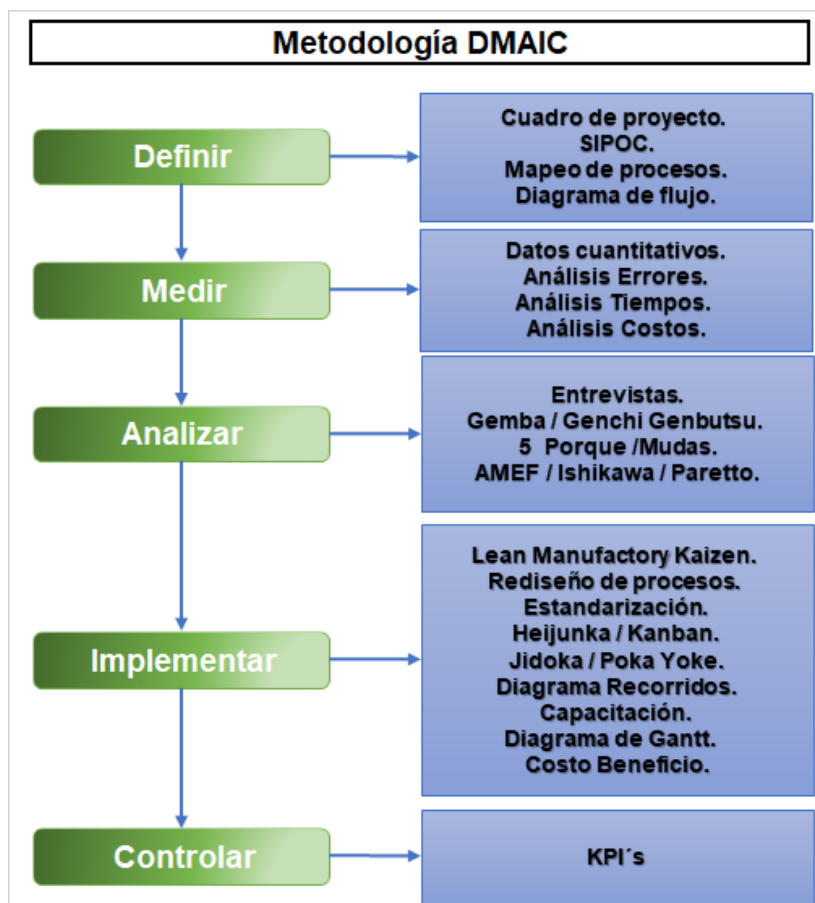 Metodología DMAIC
Definir
Cuadro de proyecto.
SIPOC.
Mapeo de procesos.
Diagrama de flujo.
Medir
Datos cuantitativos.
Análisis Errores.
Análisis Tiempos.
Análisis Costos.
Analizar
Entrevistas.
Gemba / Genchi Genbutsu.
5 Porque /Mudas.
AMEF / Ishikawa / Paretto.
Implementar
Lean Manufactory Kaizen.
Rediseño de procesos.
Estandarización.
Heijunka / Kanban.
Jidoka / Poka Yoke.
Diagrama Recorridos.
Capacitación.
Diagrama de Gantt.
Costo Beneficio.
Controlar
KPI´s